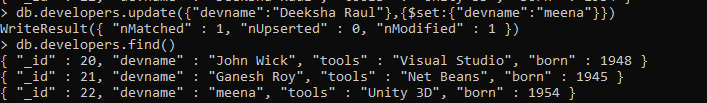 > db.developers.update({"devname":"Deeksha Raul"},{$set:{"devname":"meena"}})
WriteResult({ "nMatched" : 1, "nUpserted" : 0, "nModified" : 1 })
> db.developers.find()
{ "_id" : 20, "devname" : "John Wick", "tools" : "Visual Studio", "born" : 1948 }
{ "_id" : 21, "devname" : "Ganesh Roy", "tools" : "Net Beans", "born" : 1945 }
{ "_id" : 22, "devname" : "meena", "tools" : "Unity 3D", "born" : 1954 }